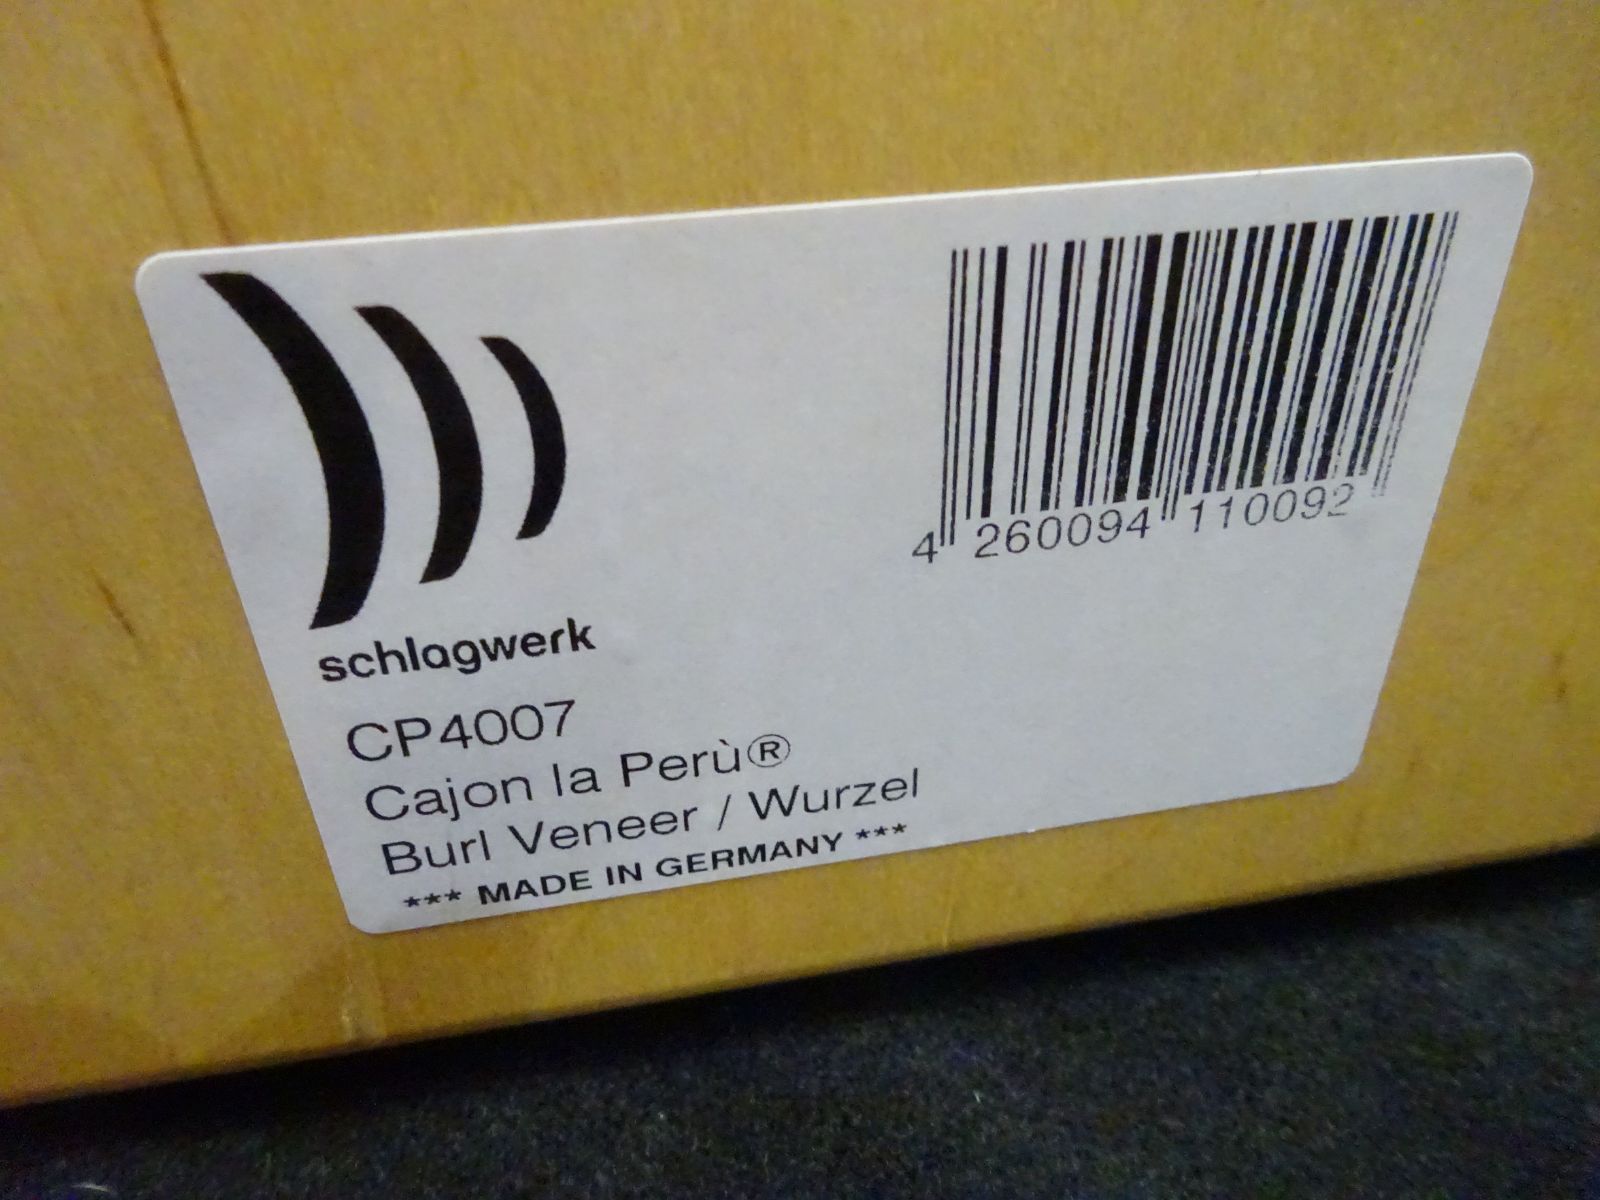 schlagwerk
CP4007
Cajon la Perù®
Burl Veneer / Wurzel
*** MADE IN GERMANY ***
4 260094 110092